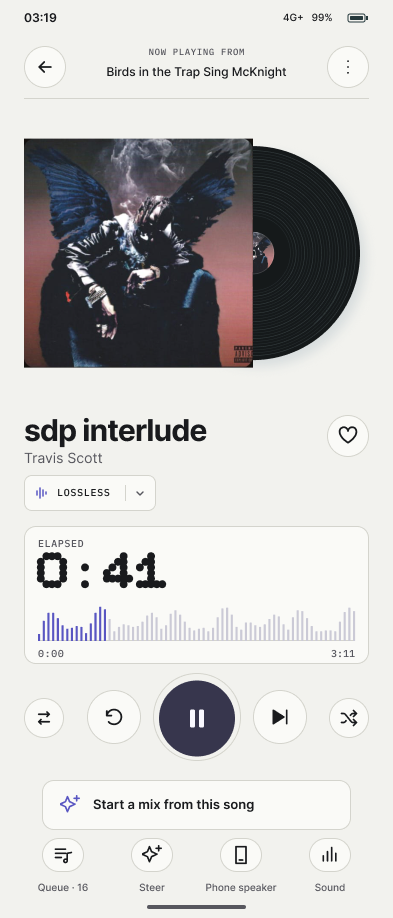 03:19
4G+ 99%
NOW PLAYING FROM
Birds in the Trap Sing McKnight
sdp interlude
Travis Scott
LOSSLESS
ELAPSED
0:41
0:00
3:11
Start a mix from this song
Queue · 16
Steer
Phone speaker
Sound